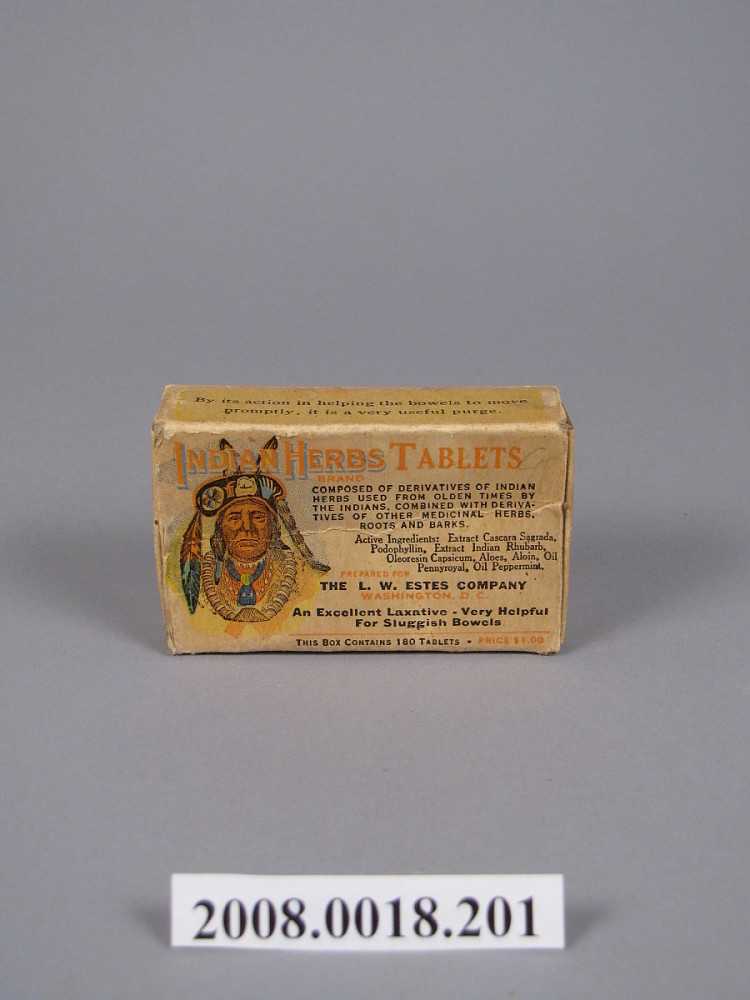 By its action in helping the bowels to move
promptly, it is a very useful purge.
INDIAN HERBS TABLETS
BRAND
COMPOSED OF DERIVATIVES OF INDIAN
HERBS USED FROM OLDEN TIMES BY
THE INDIANS, COMBINED WITH DERIVA-
TIVES OF OTHER MEDICINAL HERBS,
ROOTS AND BARKS.
Active Ingredients: Extract Cascara Sagrada,
Podophyllin, Extract Indian Rhubarb,
Oleoresin Capsicum, Aloes, Aloin, Oil
Pennyroyal, Oil Peppermint.
PREPARED FOR
THE L. W. ESTES COMPANY
WASHINGTON, D. C.
An Excellent Laxative - Very Helpful
For Sluggish Bowels
THIS BOX CONTAINS 180 TABLETS • PRICE $1.00
2008.0018.201